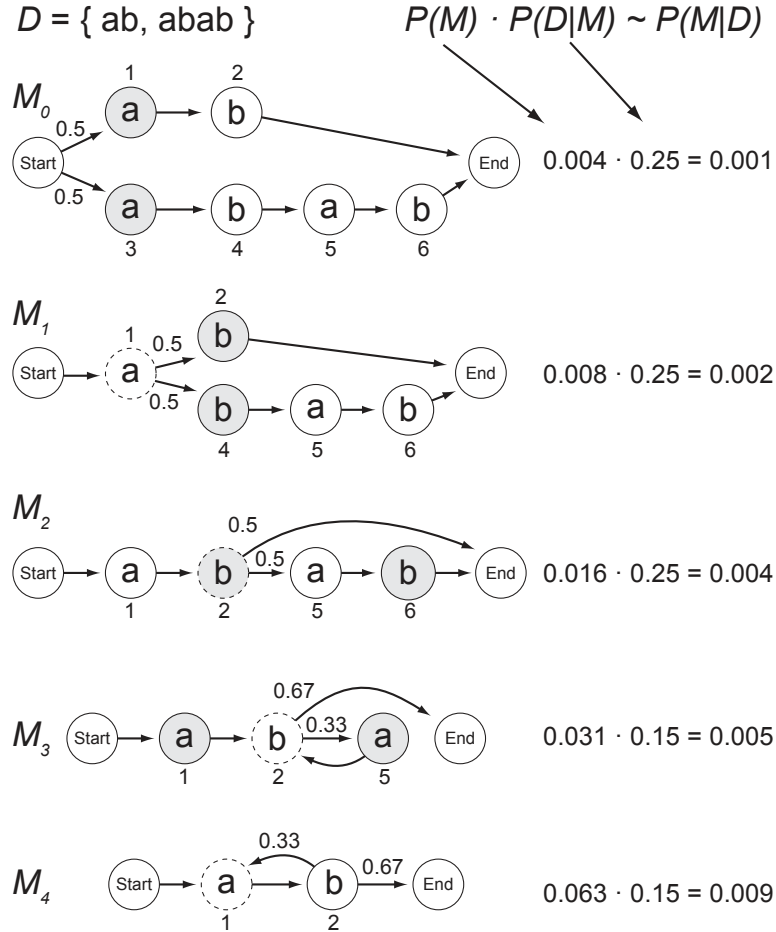 D = { ab, abab } P(M) · P(D|M) ~ P(M|D)
M0
1 2
a b
0.5
Start End 0.004 · 0.25 = 0.001
0.5
a b a b
3 4 5 6
M1
2
b
1 0.5
Start a End 0.008 · 0.25 = 0.002
0.5
b a b
4 5 6
M2
0.5
0.5
Start a b a b End 0.016 · 0.25 = 0.004
1 2 5 6
0.67
0.33
M3 Start a b a End 0.031 · 0.15 = 0.005
1 2 5
0.33
0.67
M4 Start a b End 0.063 · 0.15 = 0.009
1 2